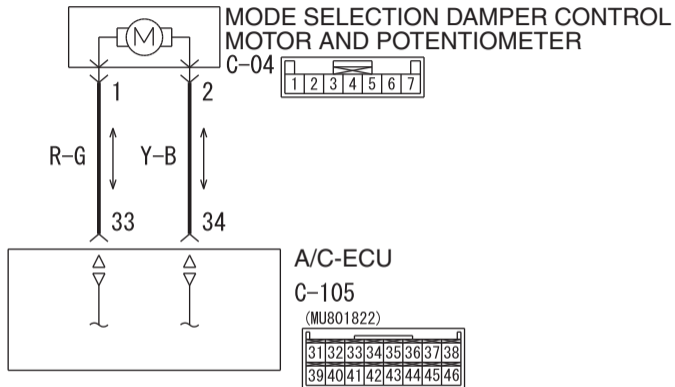 MODE SELECTION DAMPER CONTROL
MOTOR AND POTENTIOMETER
M
C-04
1 2 3 4 5 6 7
1 2
R-G Y-B
33 34
A/C-ECU
C-105
(MU801822)
31 32 33 34 35 36 37 38
39 40 41 42 43 44 45 46